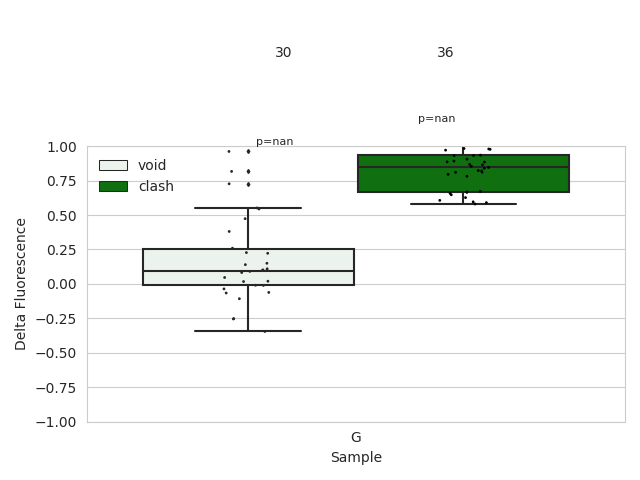 30 36
p=nan
p=nan
1.00
0.75
0.50
0.25
0.00
−0.25
−0.50
−0.75
−1.00
void
clash
Delta Fluorescence
G
Sample